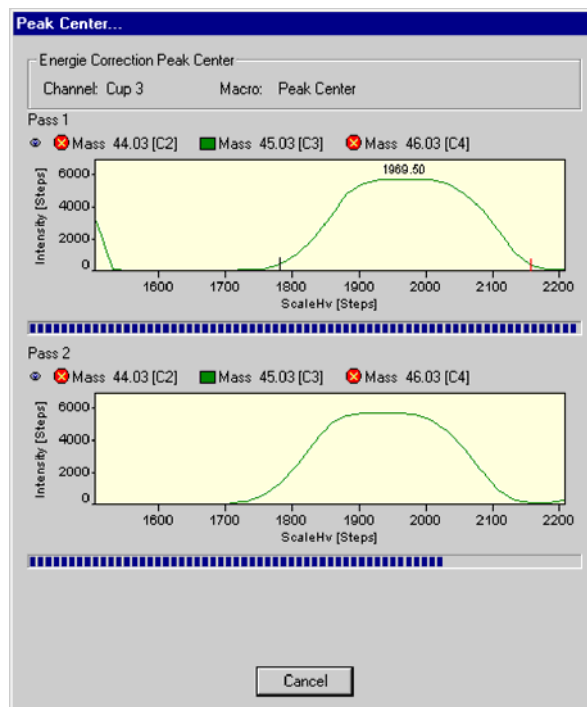 Peak Center...
Energie Correction Peak Center
Channel: Cup 3 Macro: Peak Center
Pass 1
Mass 44.03 [C2] Mass 45.03 [C3] Mass 46.03 [C4]
1969.50
6000
4000
2000
0
Intensity [Steps]
1600 1700 1800 1900 2000 2100 2200
ScaleHv [Steps]
Pass 2
Mass 44.03 [C2] Mass 45.03 [C3] Mass 46.03 [C4]
6000
4000
2000
0
Intensity [Steps]
1600 1700 1800 1900 2000 2100 2200
ScaleHv [Steps]
Cancel